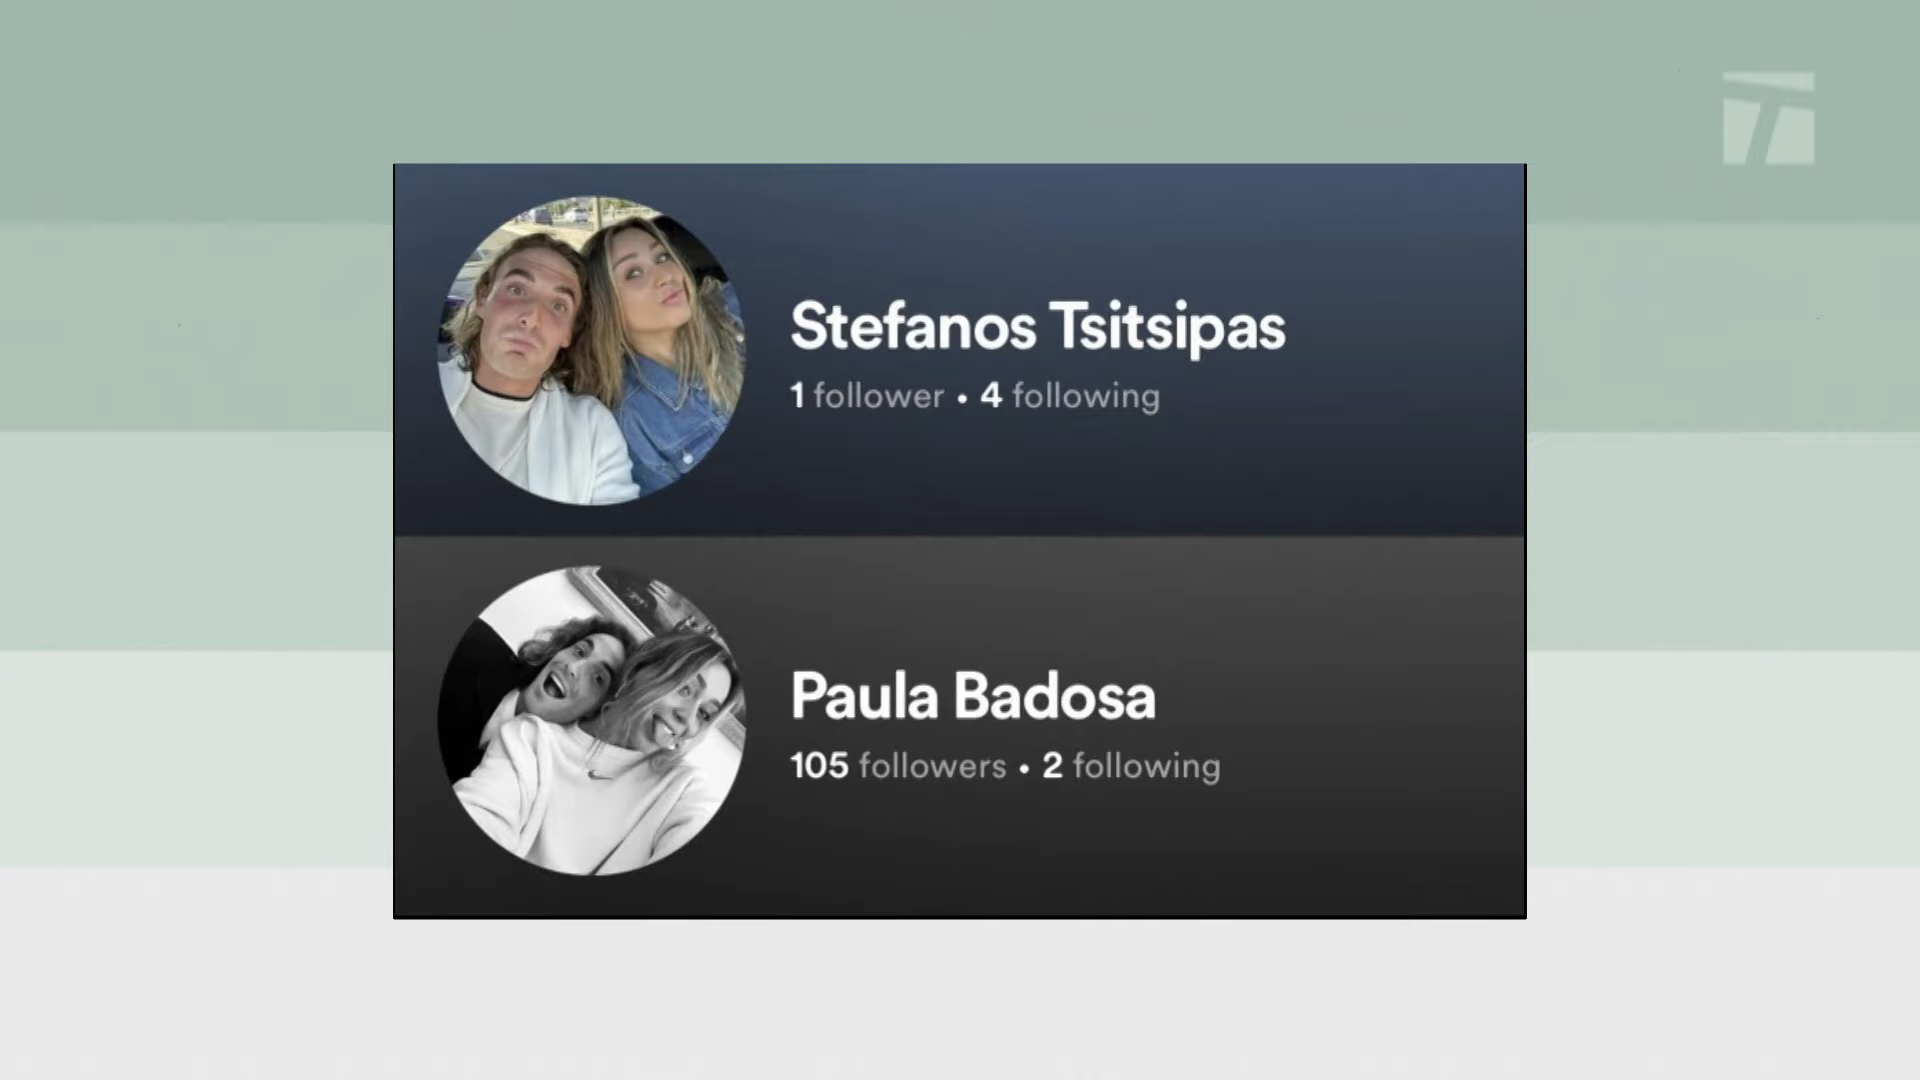 Stefanos Tsitsipas
1 follower • 4 following
Paula Badosa
105 followers • 2 following